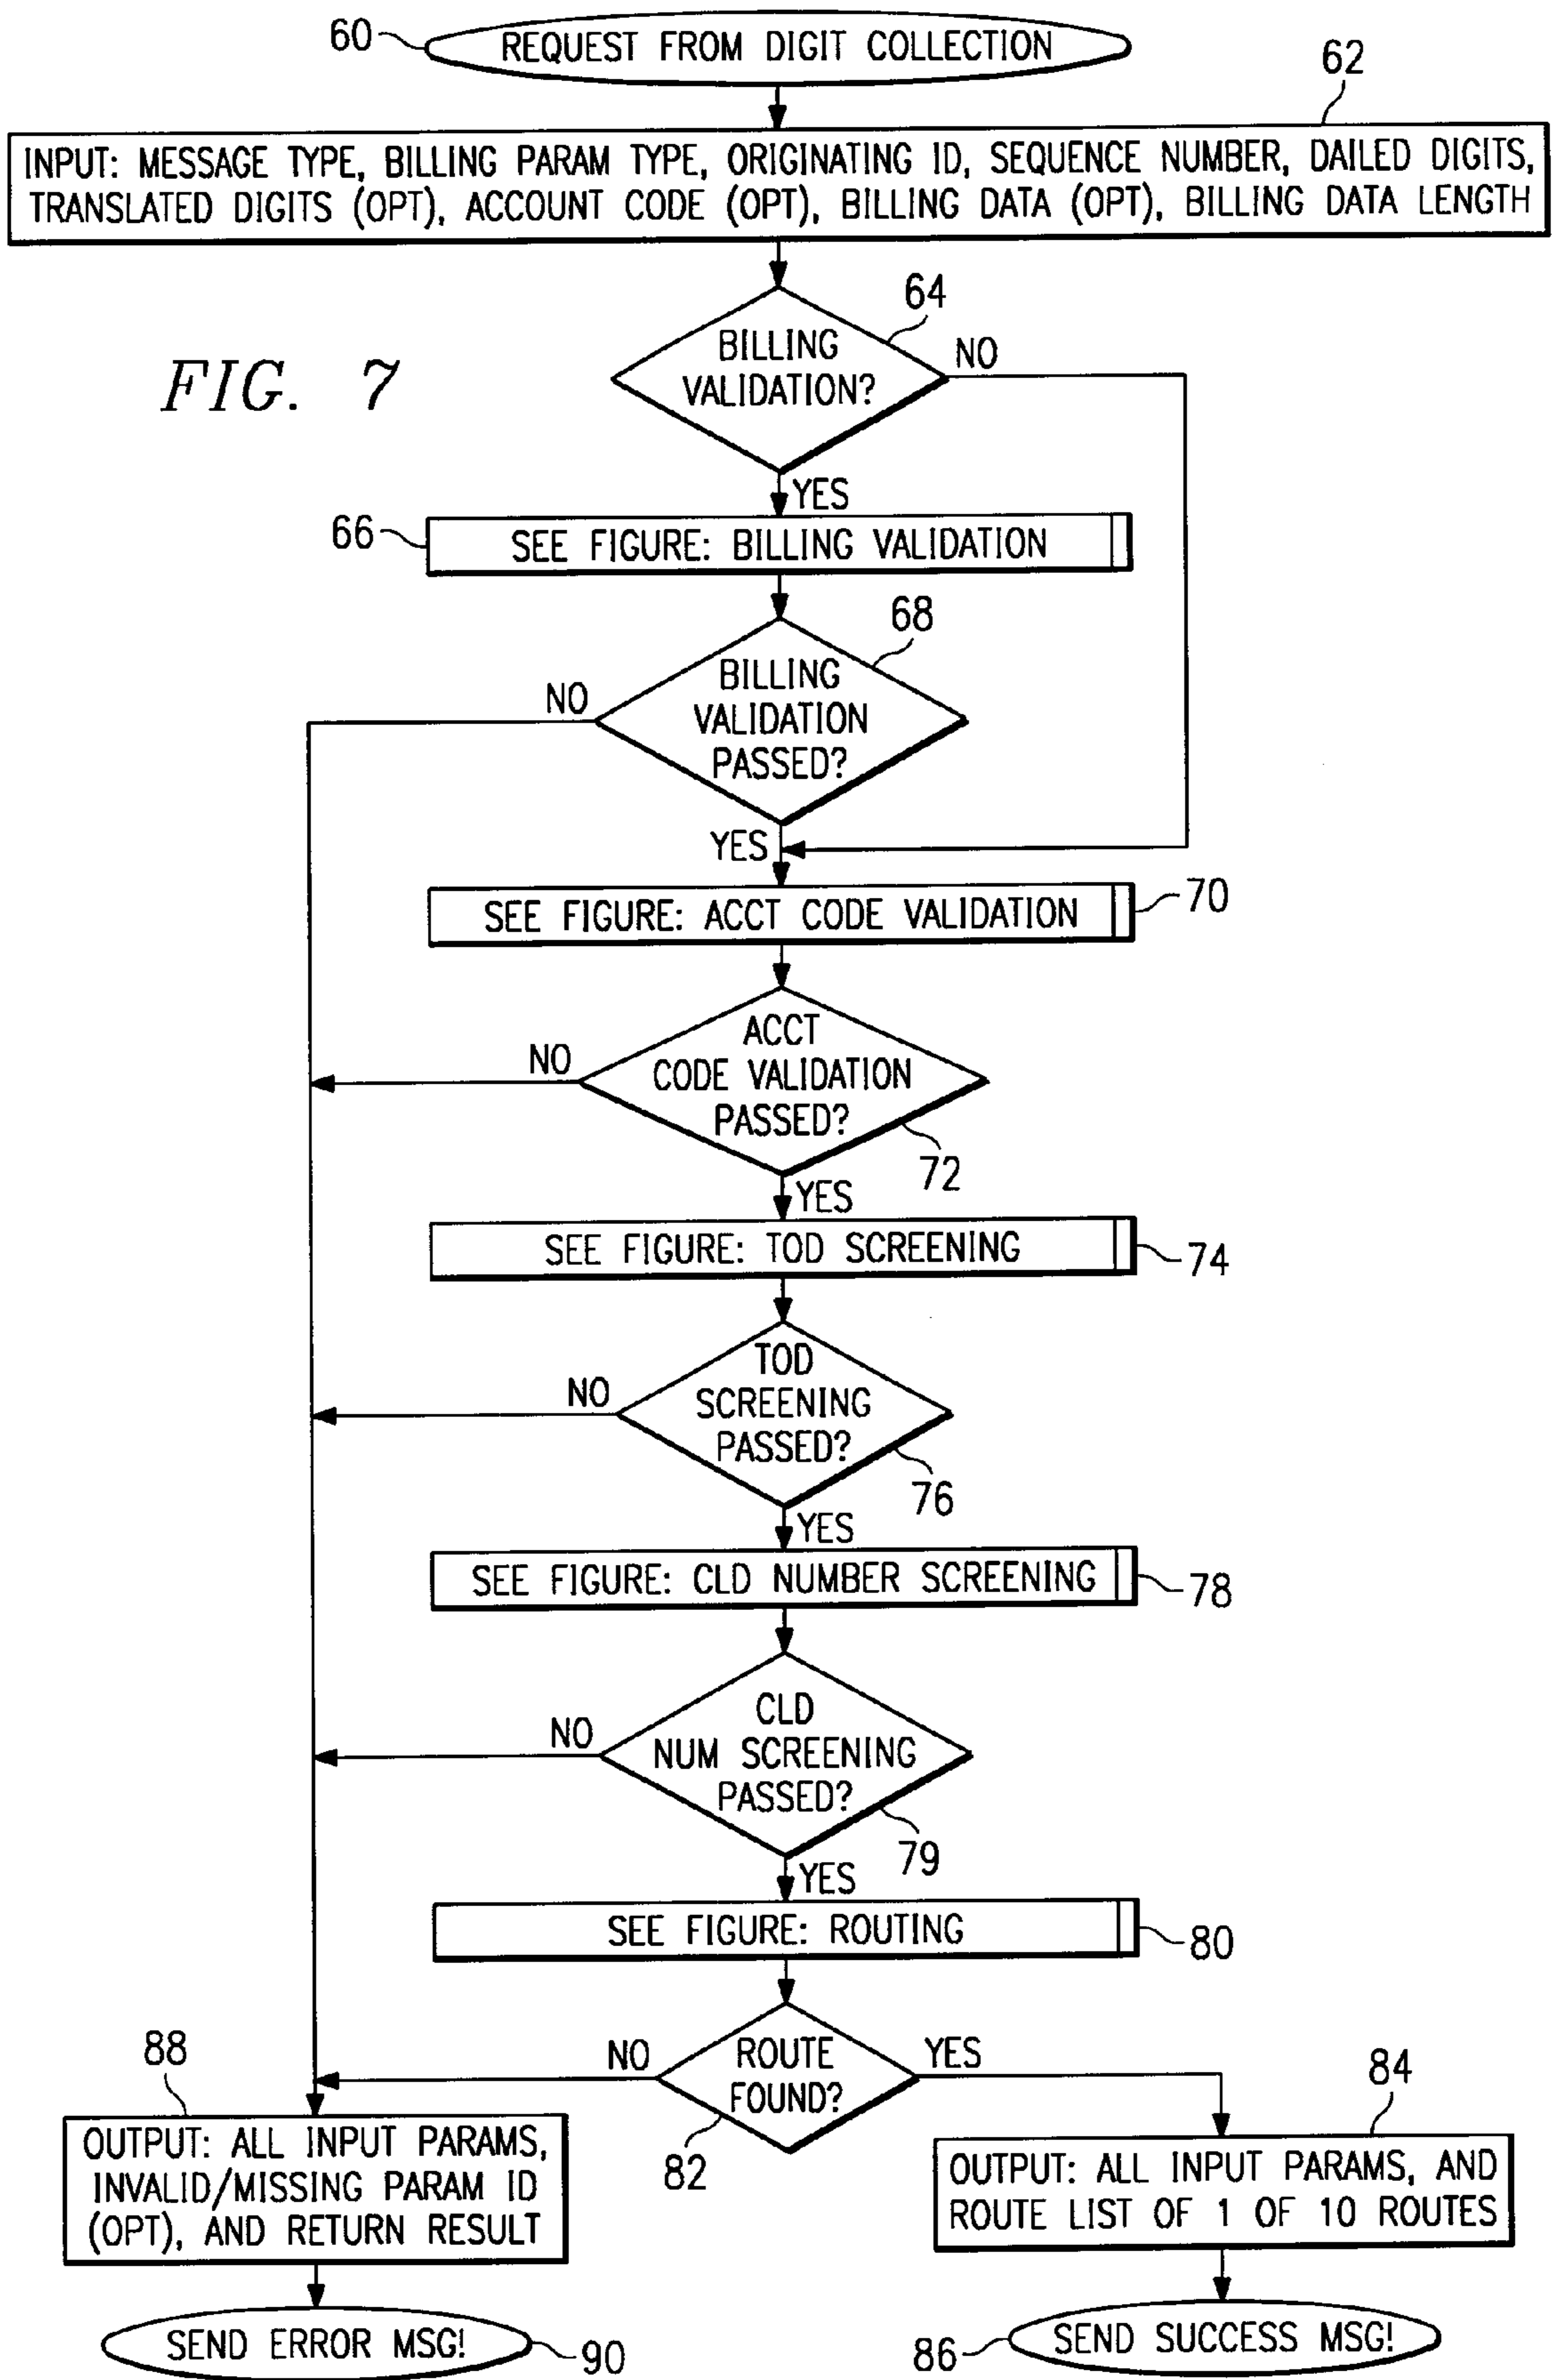 60
REQUEST FROM DIGIT COLLECTION
62
INPUT: MESSAGE TYPE, BILLING PARAM TYPE, ORIGINATING ID, SEQUENCE NUMBER, DAILED DIGITS,
TRANSLATED DIGITS (OPT), ACCOUNT CODE (OPT), BILLING DATA (OPT), BILLING DATA LENGTH
FIG. 7
64
BILLING
VALIDATION?
NO
YES
66
SEE FIGURE: BILLING VALIDATION
68
BILLING
VALIDATION
PASSED?
NO
YES
SEE FIGURE: ACCT CODE VALIDATION
70
ACCT
CODE VALIDATION
PASSED?
NO
72
YES
SEE FIGURE: TOD SCREENING
74
TOD
SCREENING
PASSED?
NO
76
YES
SEE FIGURE: CLD NUMBER SCREENING
78
CLD
NUM SCREENING
PASSED?
NO
79
YES
SEE FIGURE: ROUTING
80
ROUTE
FOUND?
NO
YES
82
88
OUTPUT: ALL INPUT PARAMS,
INVALID/MISSING PARAM ID
(OPT), AND RETURN RESULT
84
OUTPUT: ALL INPUT PARAMS, AND
ROUTE LIST OF 1 OF 10 ROUTES
SEND ERROR MSG!
90
86
SEND SUCCESS MSG!